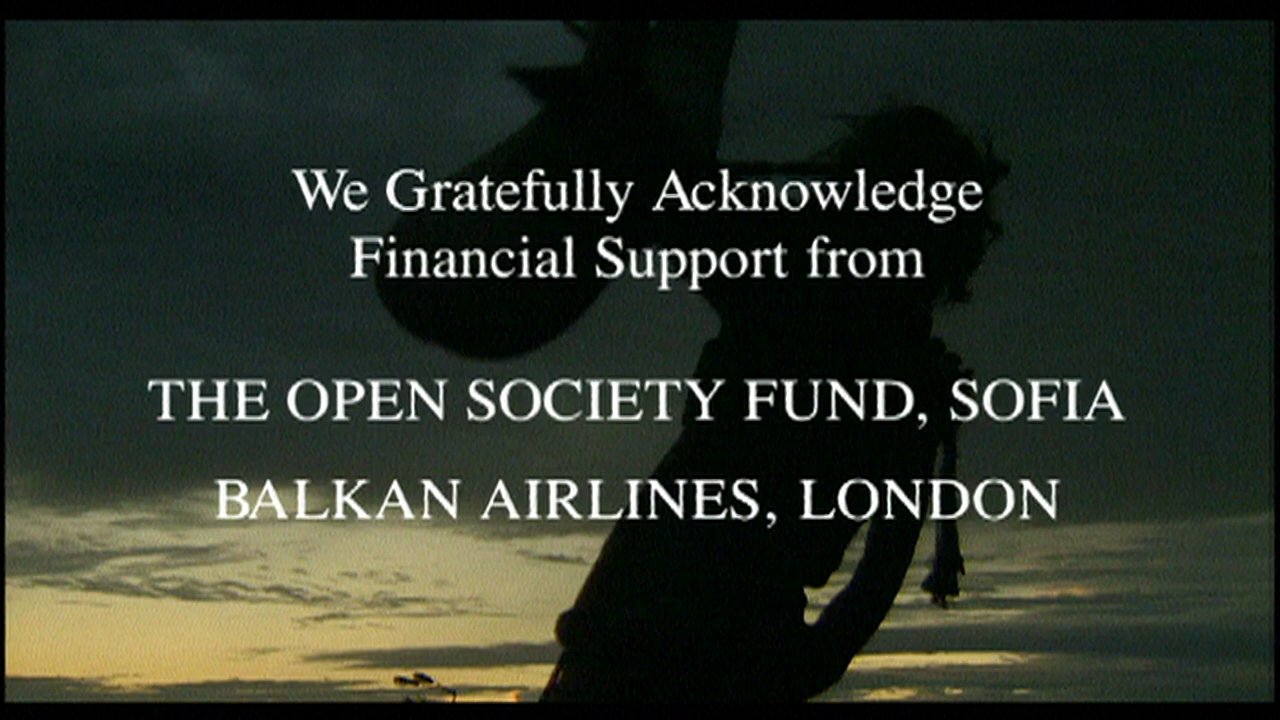 We Gratefully Acknowledge
Financial Support from
THE OPEN SOCIETY FUND, SOFIA
BALKAN AIRLINES, LONDON